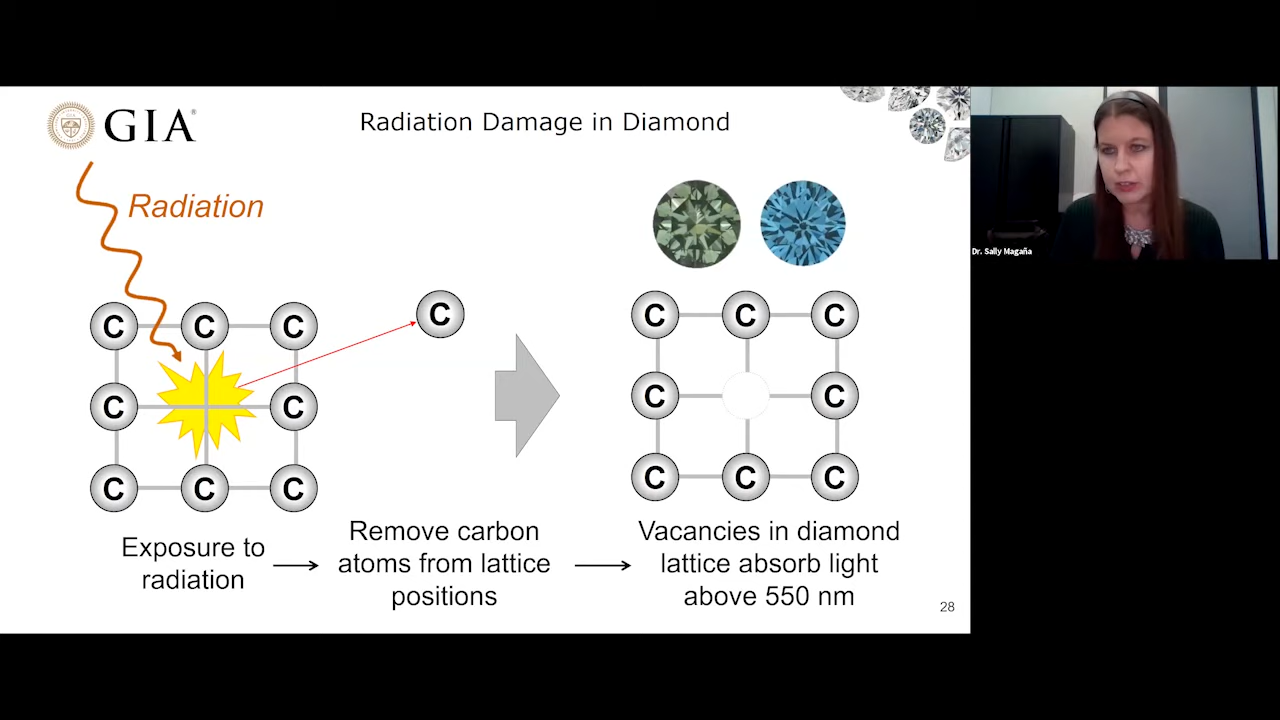 GIA®
Radiation Damage in Diamond
Radiation
C
C C C
C C
C C C
C C C
C C
C C C
Exposure to
radiation
Remove carbon
atoms from lattice
positions
Vacancies in diamond
lattice absorb light
above 550 nm
28
Dr. Sally Magaña